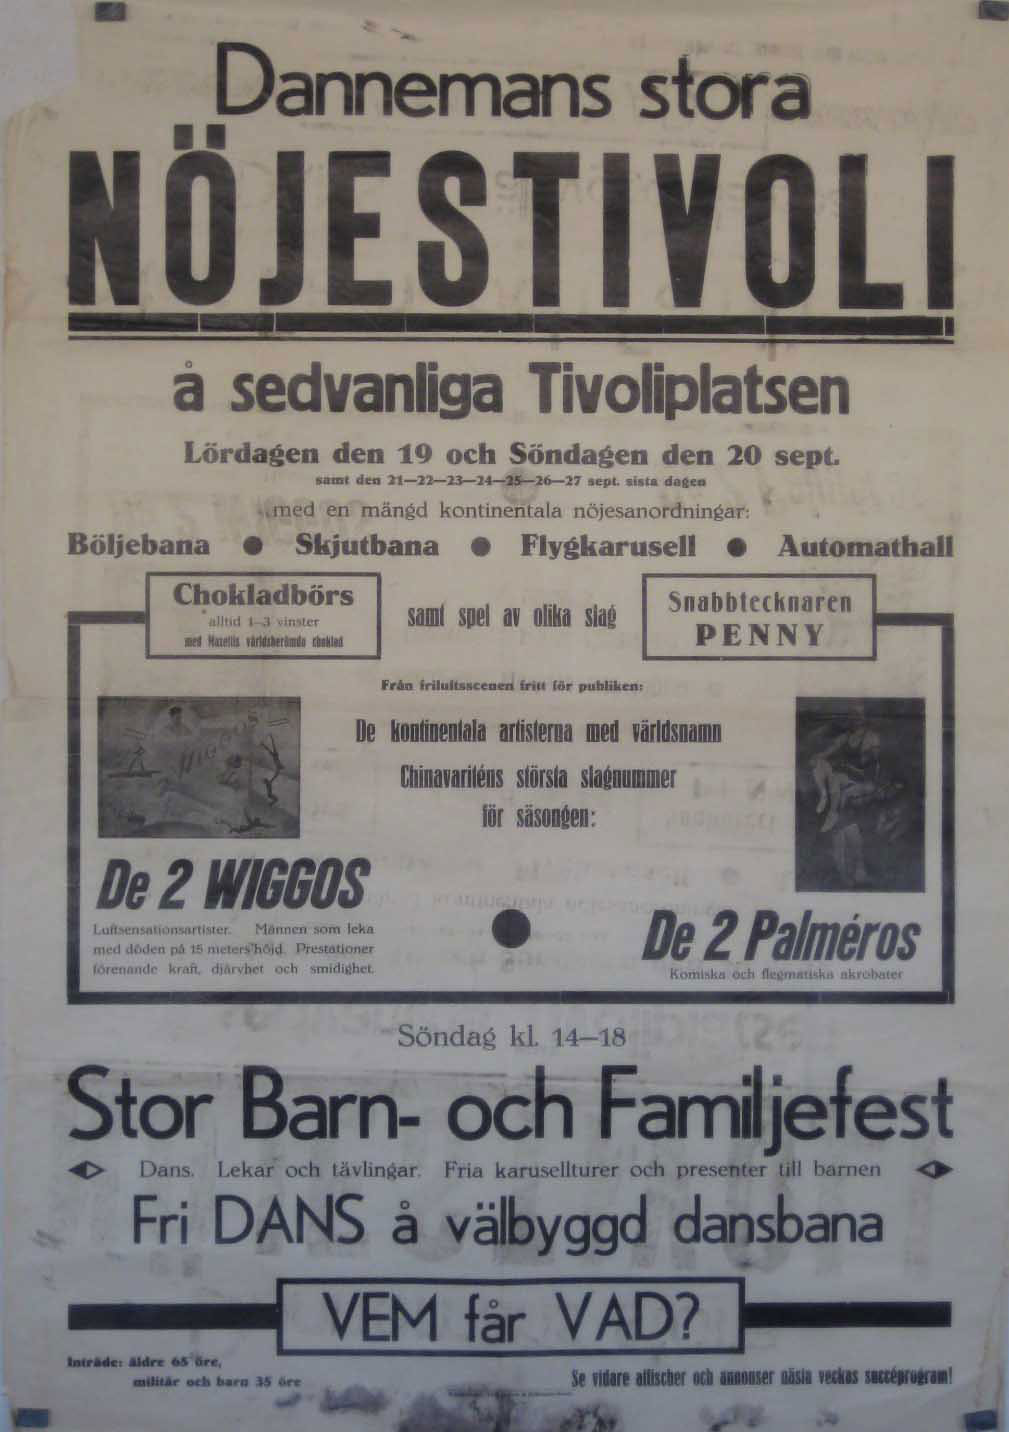 Dannemans stora
NÖJESTIVOLI
å sedvanliga Tivoliplatsen
Lördagen den 19 och Söndagen den 20 sept.
samt den 21—22—23—24—25—26—27 sept. sista dagen
med en mängd kontinentala nöjesanordningar:
Böljebana ● Skjutbana ● Flygkarusell ● Automathall
Chokladbörs
alltid 1—3 vinster
med Mazettis världsberömda choklad
samt spel av olika slag
Snabbtecknaren
PENNY
Från friluftsscenen fritt för publiken:
De kontinentala artisterna med världsnamn
Chinavariténs största slagnummer
för säsongen:
WIGGOS
De 2 WIGGOS
Luftsensationsartister. Männen som leka
med döden på 15 meters höjd. Prestationer
förenande kraft, djärvhet och smidighet.
De 2 Palméros
Komiska och flegmatiska akrobater
Söndag kl. 14—18
Stor Barn- och Familjefest
Dans. Lekar och tävlingar. Fria karusellturer och presenter till barnen
Fri DANS å välbyggd dansbana
VEM får VAD?
Inträde: äldre 65 öre,
militär och barn 35 öre
Se vidare affischer och annonser nästa veckas succéprogram!